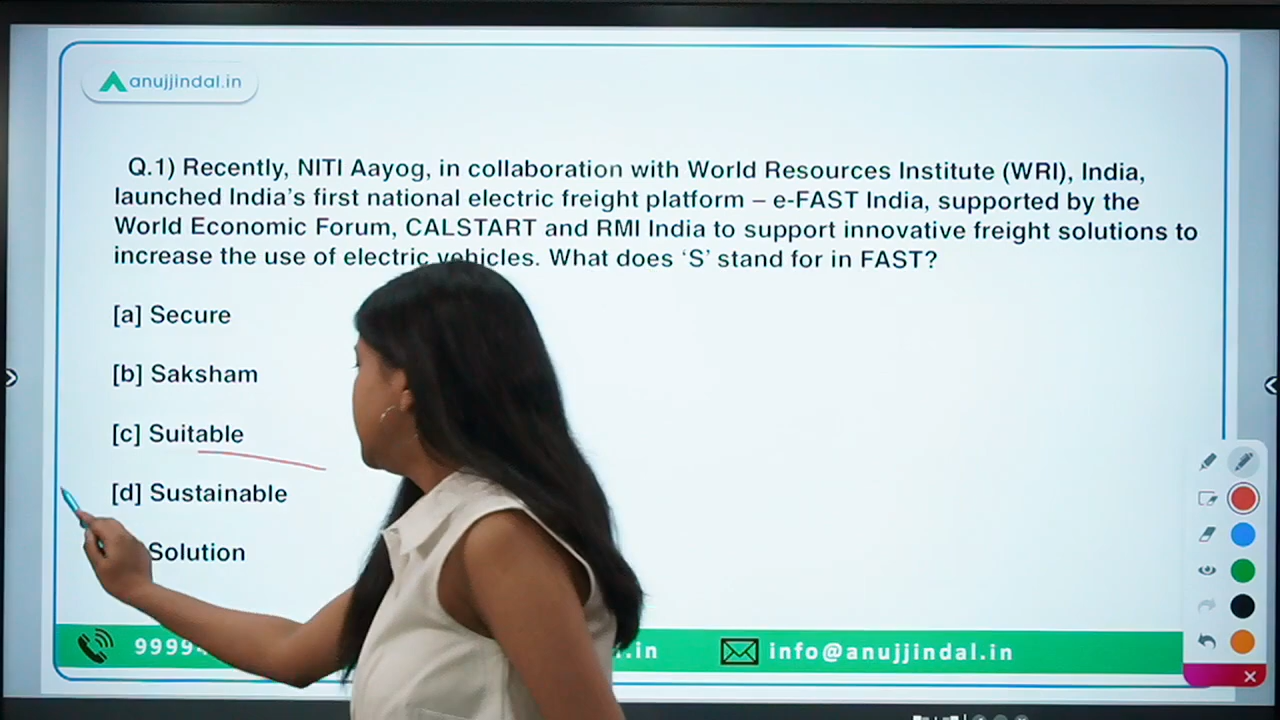 anujjindal.in
Q.1) Recently, NITI Aayog, in collaboration with World Resources Institute (WRI), India,
launched India's first national electric freight platform – e-FAST India, supported by the
World Economic Forum, CALSTART and RMI India to support innovative freight solutions to
increase the use of electric vehicles. What does 'S' stand for in FAST?
[a] Secure
[b] Saksham
[c] Suitable
[d] Sustainable
Solution
9999 .in info@anujjindal.in